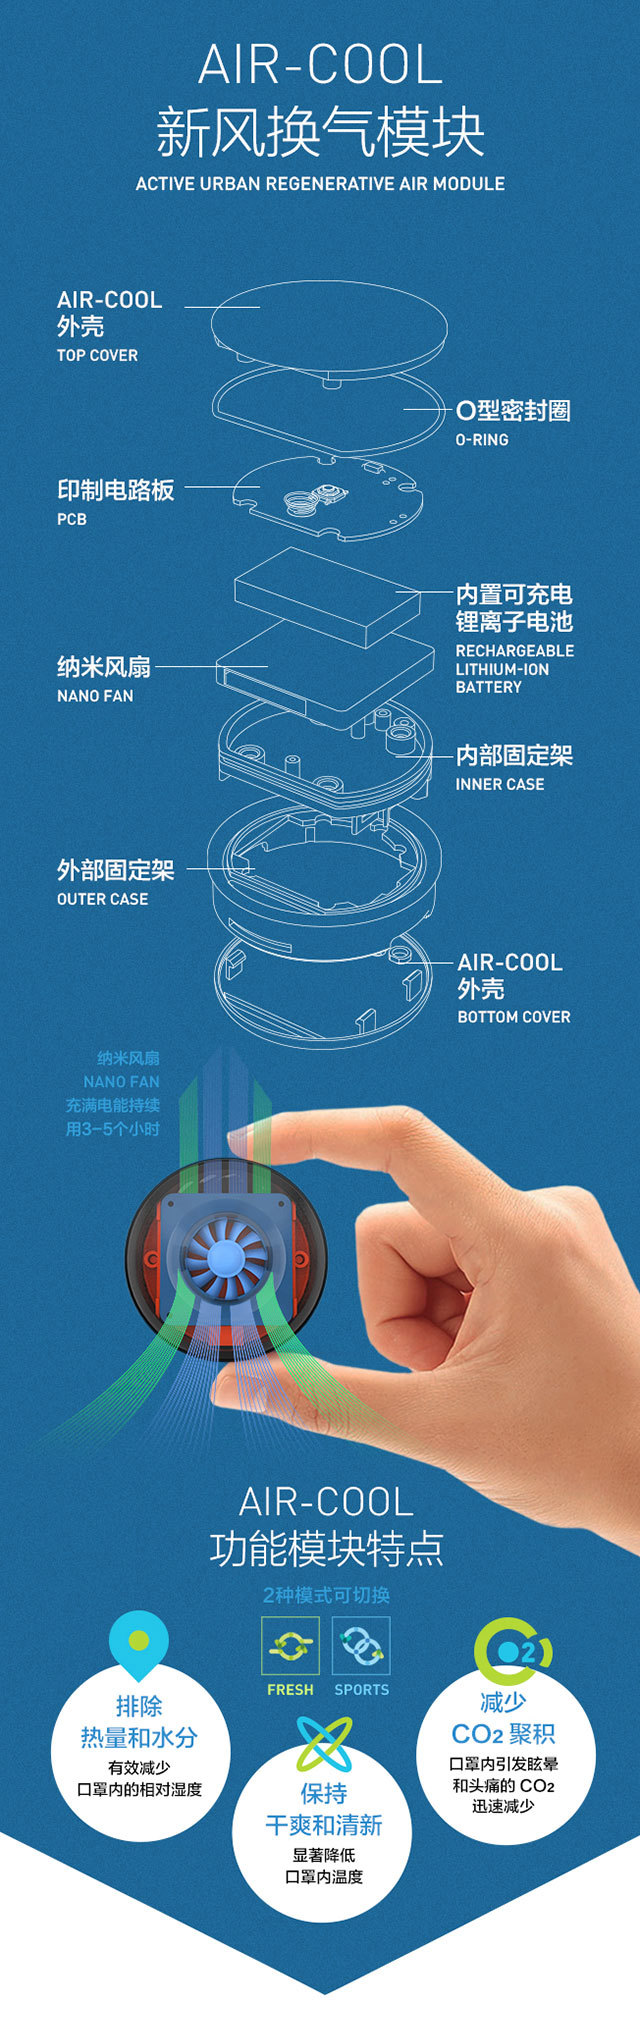 AIR-COOL
新风换气模块
ACTIVE URBAN REGENERATIVE AIR MODULE
AIR-COOL
外壳
TOP COVER
O型密封圈
O-RING
印制电路板
PCB
内置可充电
锂离子电池
RECHARGEABLE
LITHIUM-ION
BATTERY
纳米风扇
NANO FAN
内部固定架
INNER CASE
外部固定架
OUTER CASE
AIR-COOL
外壳
BOTTOM COVER
纳米风扇
NANO FAN
充满电能持续
用3-5个小时
AIR-COOL
功能模块特点
2种模式可切换
FRESH
SPORTS
排除
热量和水分
有效减少
口罩内的相对湿度
保持
干爽和清新
显著降低
口罩内温度
2
减少
CO2 聚积
口罩内引发眩晕
和头痛的 CO2
迅速减少